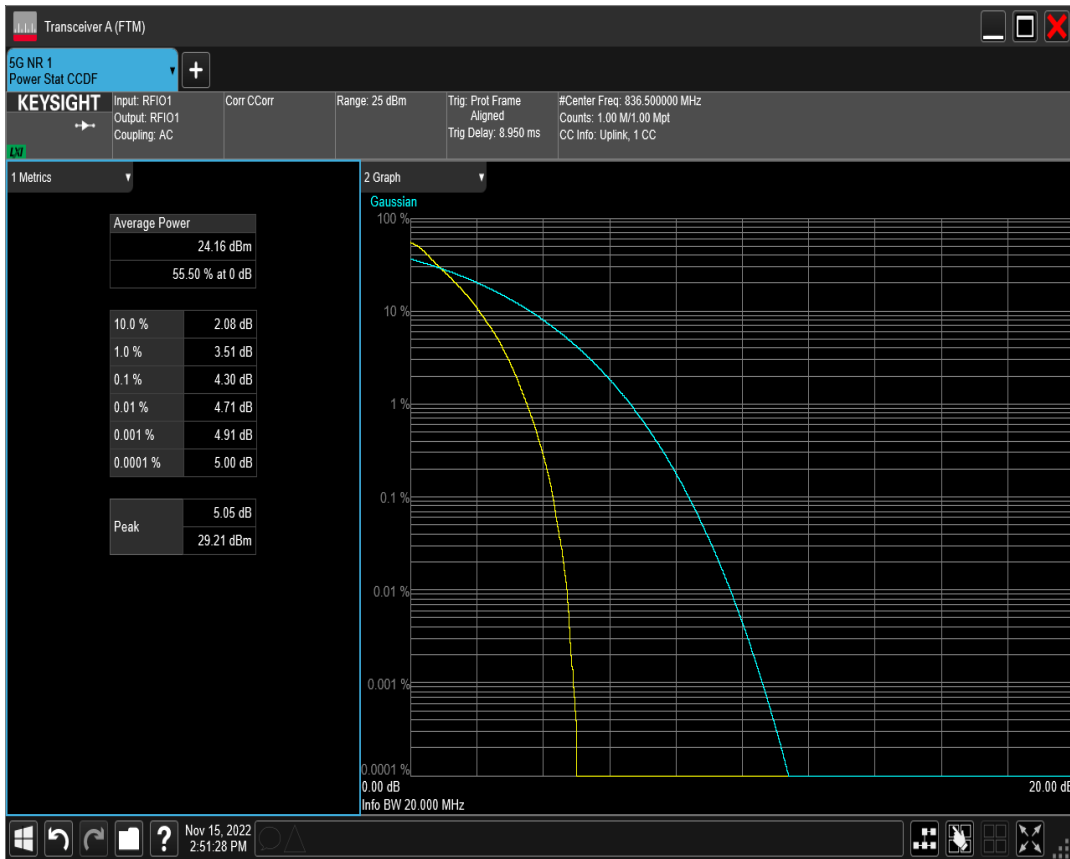 Transceiver A (FTM)
5G NR 1
Power Stat CCDF
+
KEYSIGHT
LXI
Input: RFIO1
Output: RFIO1
Coupling: AC
Corr CCorr
Range: 25 dBm
Trig: Prot Frame
Aligned
Trig Delay: 8.950 ms
#Center Freq: 836.500000 MHz
Counts: 1.00 M/1.00 Mpt
CC Info: Uplink, 1 CC
1 Metrics
Average Power
24.16 dBm
55.50 % at 0 dB
10.0 % 2.08 dB
1.0 % 3.51 dB
0.1 % 4.30 dB
0.01 % 4.71 dB
0.001 % 4.91 dB
0.0001 % 5.00 dB
Peak
5.05 dB
29.21 dBm
2 Graph
Gaussian
100 %
10 %
1 %
0.1 %
0.01 %
0.001 %
0.0001 %
0.00 dB
20.00 dB
Info BW 20.000 MHz
?
Nov 15, 2022
2:51:28 PM